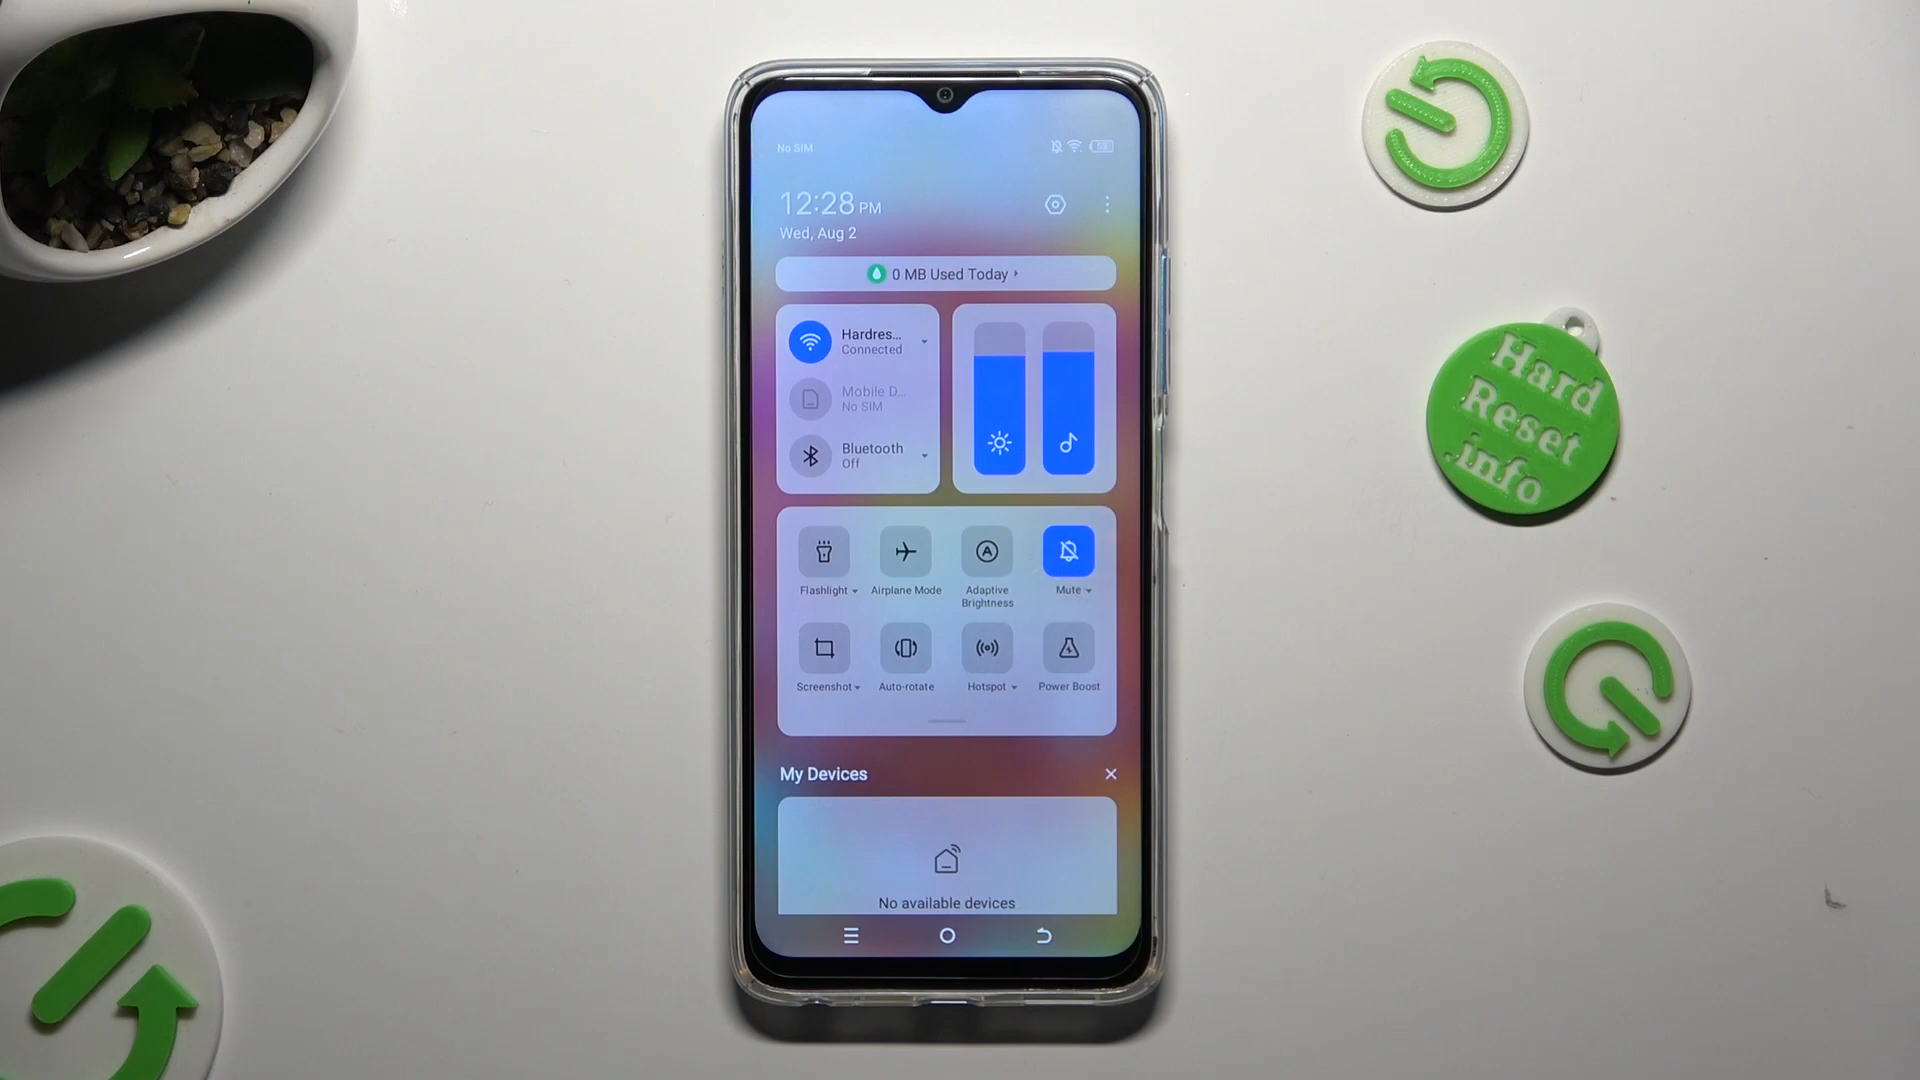 No SIM
58
12:28 PM
Wed, Aug 2
0 MB Used Today
Hardres...
Connected
Mobile D...
No SIM
Bluetooth
Off
Flashlight
Airplane Mode
Adaptive
Brightness
Mute
Screenshot
Auto-rotate
Hotspot
Power Boost
My Devices
No available devices
Hard
Reset
.info